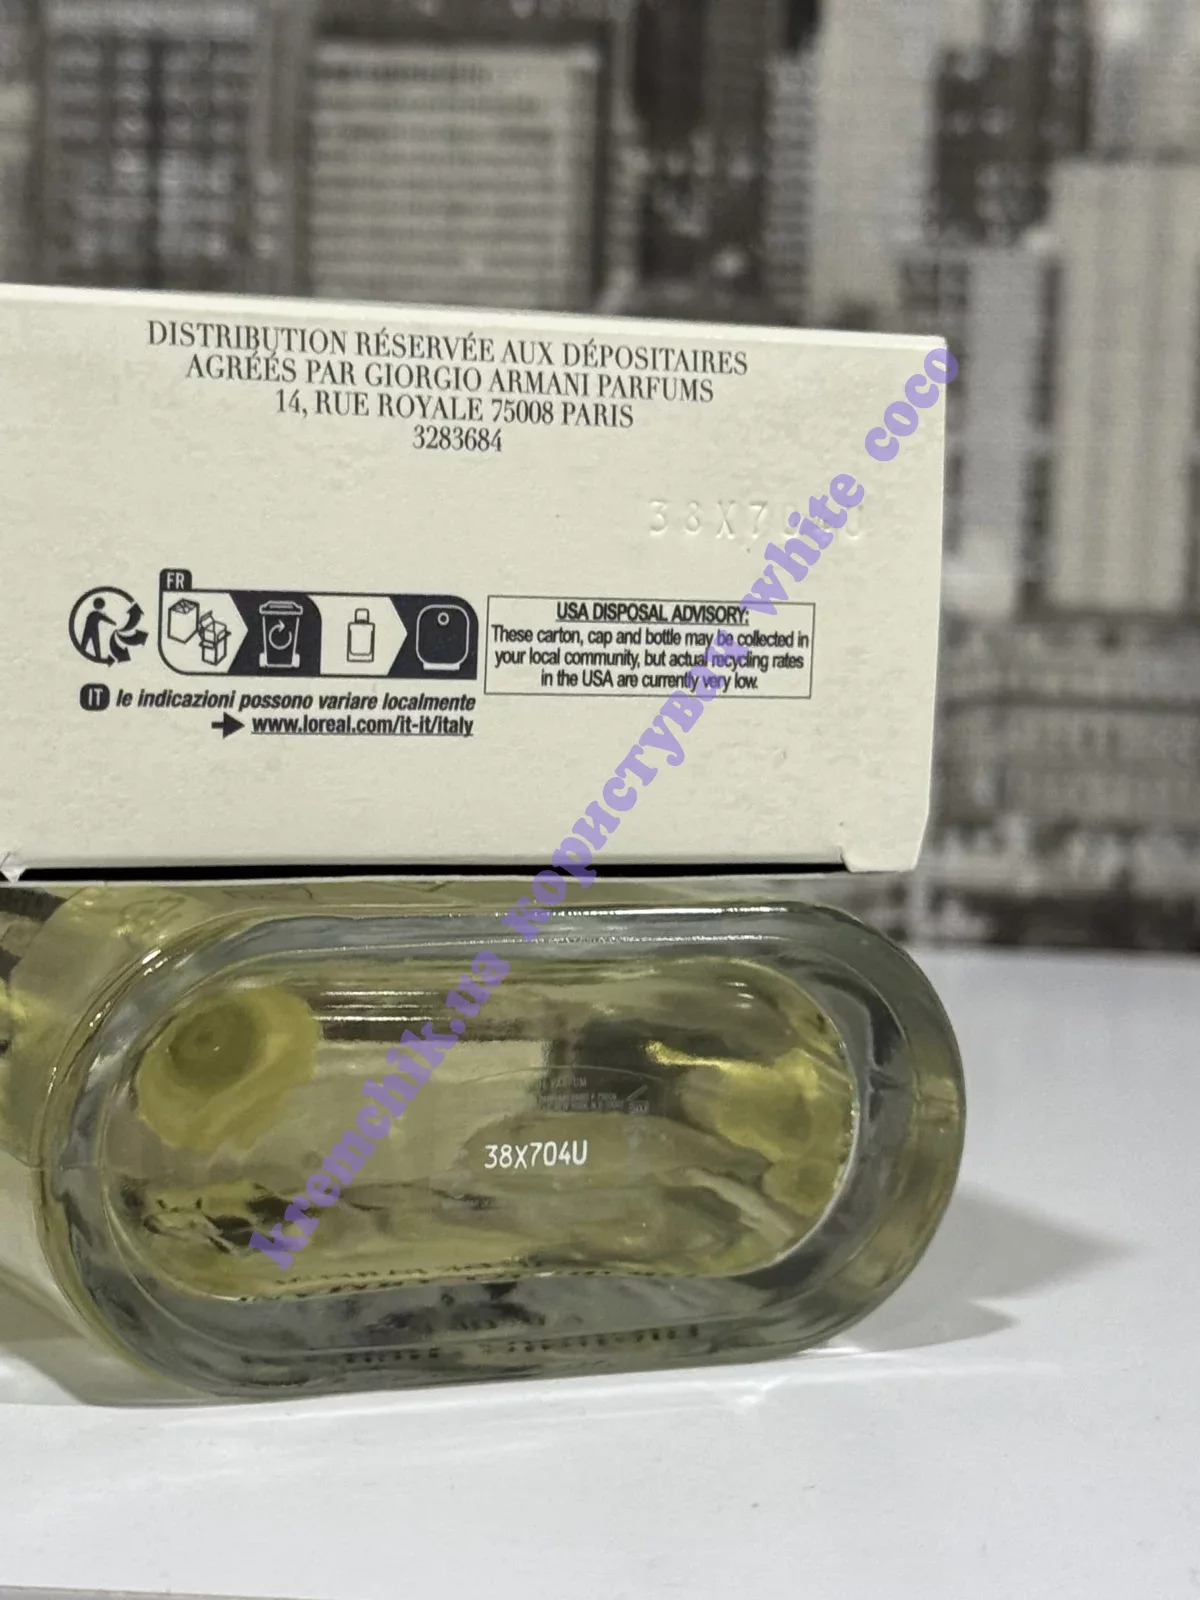 DISTRIBUTION RÉSERVÉE AUX DÉPOSITAIRES
AGRÉÉS PAR GIORGIO ARMANI PARFUMS
14, RUE ROYALE 75008 PARIS
3283684
38X704U
FR
USA DISPOSAL ADVISORY:
These carton, cap and bottle may be collected in
your local community, but actual recycling rates
in the USA are currently very low.
IT le indicazioni possono variare localmente
www.loreal.com/it-it/italy
38X704U
kremchik.ua користувач white coco